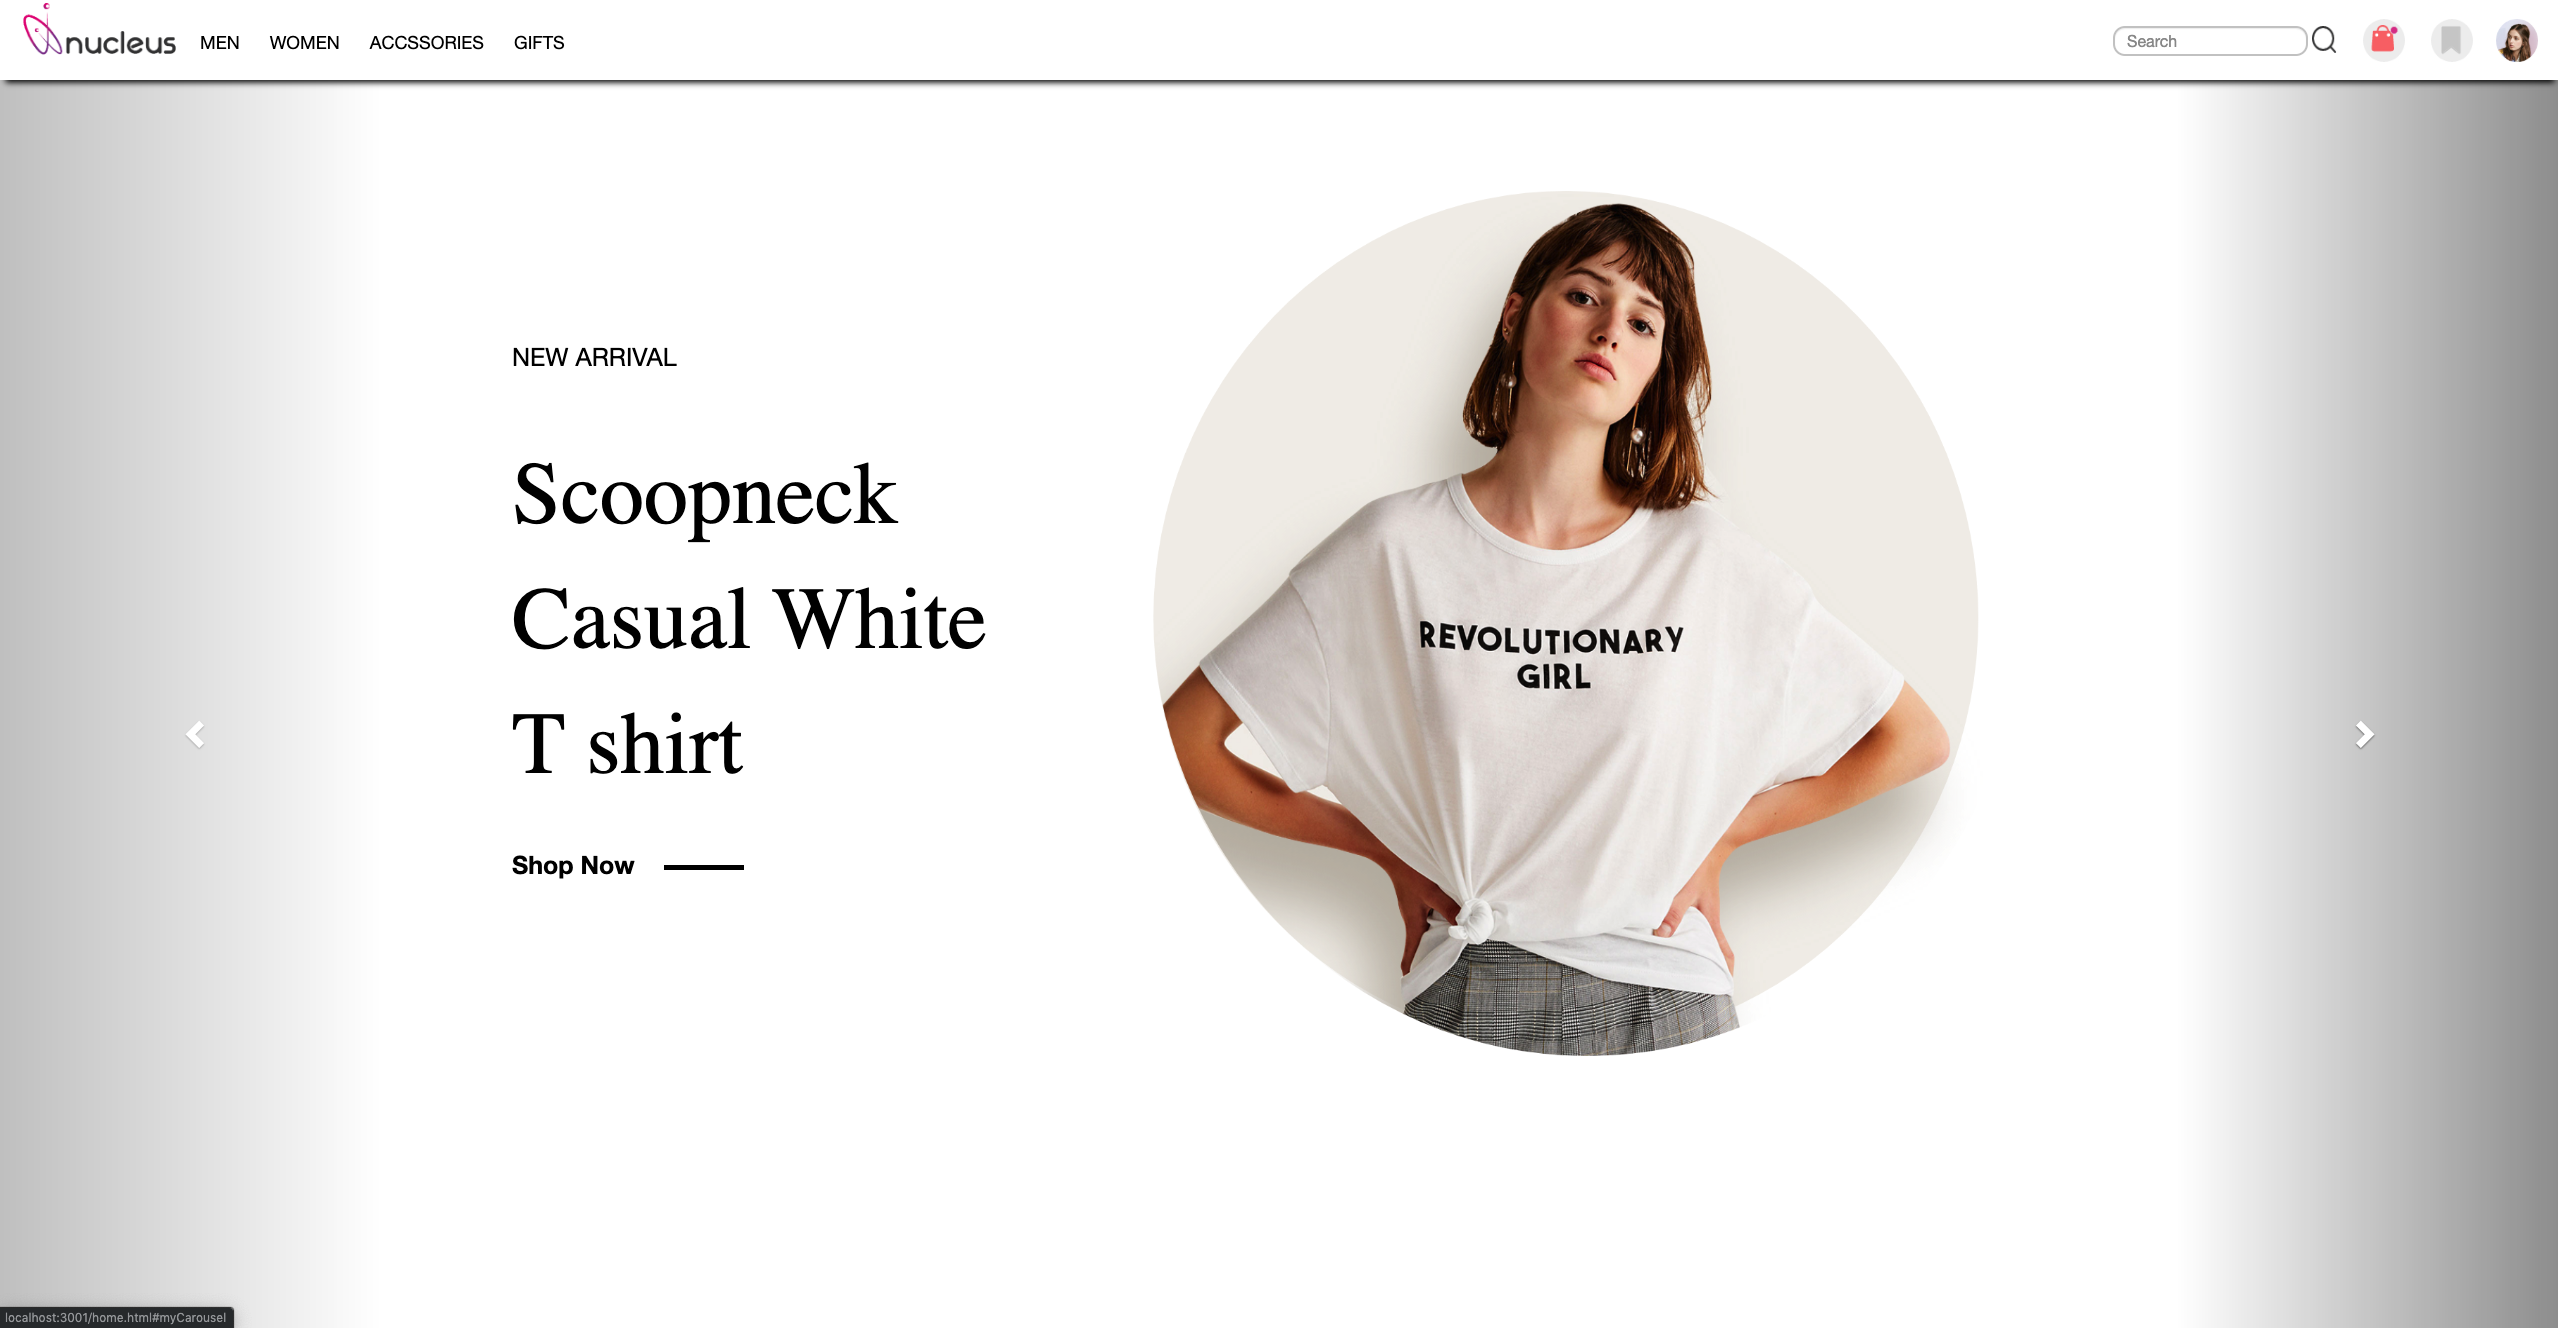 nucleus
MEN
WOMEN
ACCSSORIES
GIFTS
Search
NEW ARRIVAL
Scoopneck
Casual White
T shirt
Shop Now
REVOLUTIONARY
GIRL
localhost:3001/home.html#myCarousel